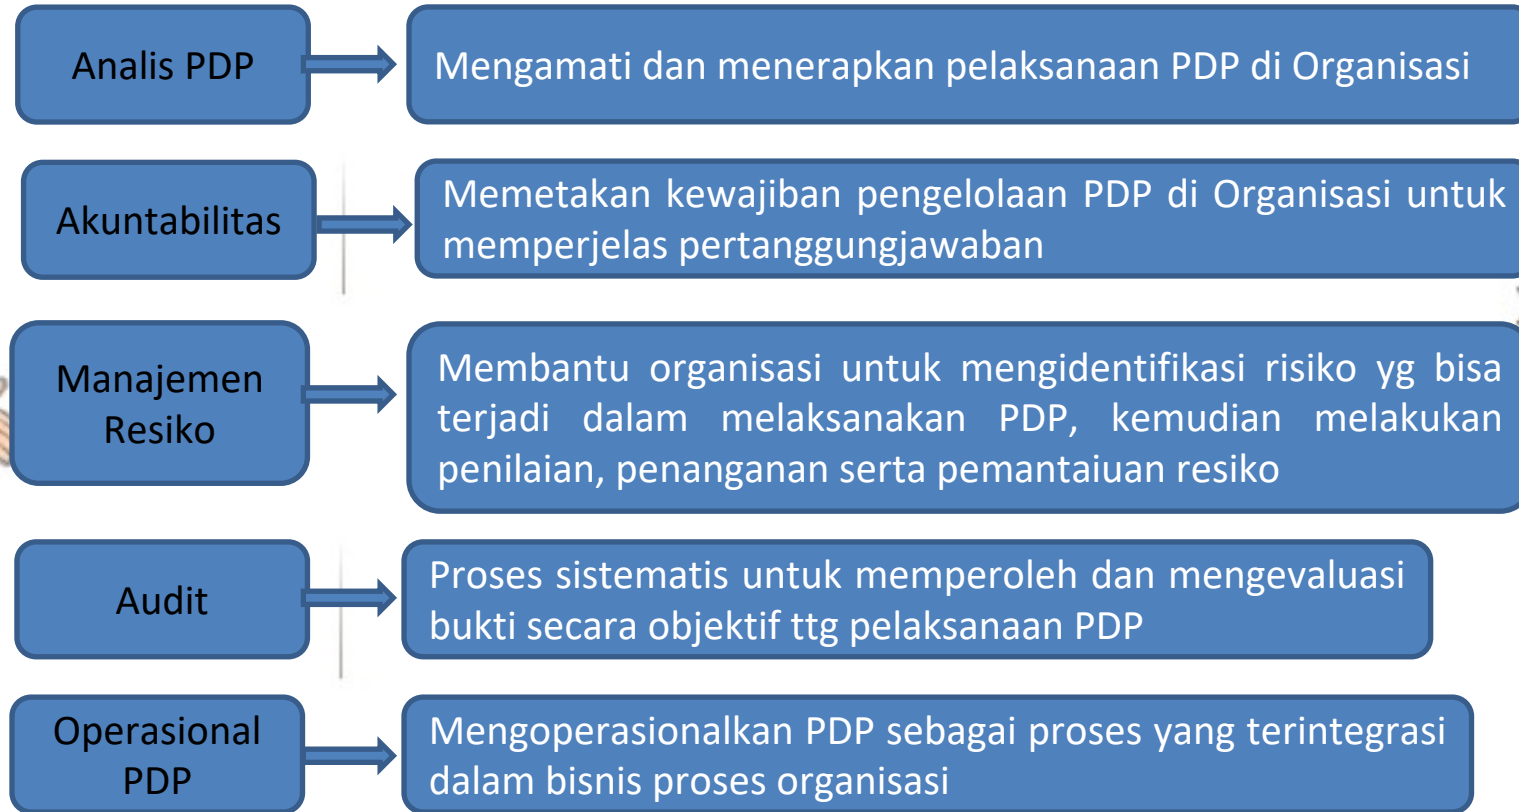 Analis PDP
Mengamati dan menerapkan pelaksanaan PDP di Organisasi
Akuntabilitas
Memetakan kewajiban pengelolaan PDP di Organisasi untuk
memperjelas pertanggungjawaban
Manajemen
Resiko
Membantu organisasi untuk mengidentifikasi risiko yg bisa
terjadi dalam melaksanakan PDP, kemudian melakukan
penilaian, penanganan serta pemantaiuan resiko
Audit
Proses sistematis untuk memperoleh dan mengevaluasi
bukti secara objektif ttg pelaksanaan PDP
Operasional
PDP
Mengoperasionalkan PDP sebagai proses yang terintegrasi
dalam bisnis proses organisasi